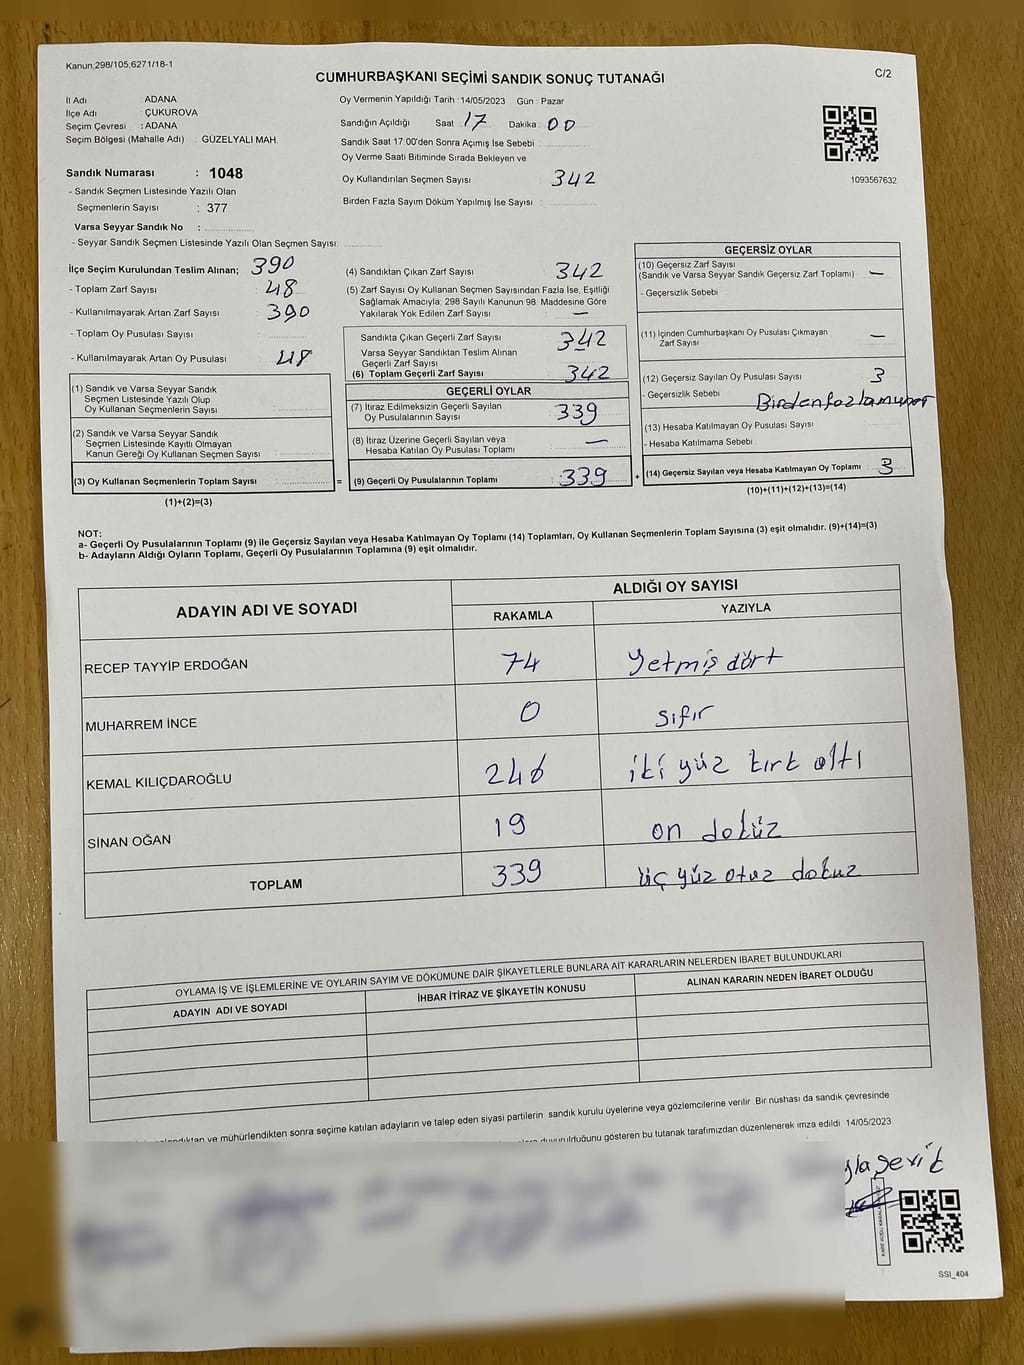 Kanun,298/105,6271/18-1
CUMHURBAŞKANI SEÇİMİ SANDIK SONUÇ TUTANAĞI
C/2
İl Adı ADANA
İlçe Adı ÇUKUROVA
Seçim Çevresi : ADANA
Seçim Bölgesi (Mahalle Adı) : GÜZELYALI MAH.
Sandık Numarası : 1048
- Sandık Seçmen Listesinde Yazılı Olan
Seçmenlerin Sayısı : 377
Varsa Seyyar Sandık No :
- Seyyar Sandık Seçmen Listesinde Yazılı Olan Seçmen Sayısı:
Oy Vermenin Yapıldığı Tarih :14/05/2023 Gün : Pazar
Sandığın Açıldığı Saat : 17 Dakika : 00
Sandık Saat 17:00'den Sonra Açımış İse Sebebi :
Oy Verme Saati Bitiminde Sırada Bekleyen ve
Oy Kullandırılan Seçmen Sayısı : 342
Birden Fazla Sayım Döküm Yapılmış İse Sayısı :
1093567632
İlçe Seçim Kurulundan Teslim Alınan; 390
- Toplam Zarf Sayısı : 48
- Kullanılmayarak Artan Zarf Sayısı : 390
- Toplam Oy Pusulası Sayısı :
- Kullanılmayarak Artan Oy Pusulası : 48
(1) Sandık ve Varsa Seyyar Sandık
Seçmen Listesinde Yazılı Olup
Oy Kullanan Seçmenlerin Sayısı :
(2) Sandık ve Varsa Seyyar Sandık
Seçmen Listesinde Kayıtlı Olmayan
Kanun Gereği Oy Kullanan Seçmen Sayısı :
(3) Oy Kullanan Seçmenlerin Toplam Sayısı : =
(1)+(2)=(3)
(4) Sandıktan Çıkan Zarf Sayısı : 342
(5) Zarf Sayısı Oy Kullanan Seçmen Sayısından Fazla İse, Eşitliği
Sağlamak Amacıyla; 298 Sayılı Kanunun 98. Maddesine Göre
Yakılarak Yok Edilen Zarf Sayısı : —
Sandıkta Çıkan Geçerli Zarf Sayısı : 342
Varsa Seyyar Sandıktan Teslim Alınan
Geçerli Zarf Sayısı : —
(6) Toplam Geçerli Zarf Sayısı : 342
GEÇERLİ OYLAR
(7) İtiraz Edilmeksizin Geçerli Sayılan
Oy Pusulalarının Sayısı : 339
(8) İtiraz Üzerine Geçerli Sayılan veya
Hesaba Katılan Oy Pusulası Toplamı : —
(9) Geçerli Oy Pusulalarının Toplamı : 339 +
GEÇERSİZ OYLAR
(10) Geçersiz Zarf Sayısı
(Sandık ve Varsa Seyyar Sandık Geçersiz Zarf Toplamı) : —
- Geçersizlik Sebebi :
(11) İçinden Cumhurbaşkanı Oy Pusulası Çıkmayan
Zarf Sayısı : —
(12) Geçersiz Sayılan Oy Pusulası Sayısı : 3
- Geçersizlik Sebebi : Birden fazla mühür
(13) Hesaba Katılmayan Oy Pusulası Sayısı :
- Hesaba Katılmama Sebebi :
(14) Geçersiz Sayılan veya Hesaba Katılmayan Oy Toplamı : 3
(10)+(11)+(12)+(13)=(14)
NOT:
a- Geçerli Oy Pusulalarının Toplamı (9) ile Geçersiz Sayılan veya Hesaba Katılmayan Oy Toplamı (14) Toplamları, Oy Kullanan Seçmenlerin Toplam Sayısına (3) eşit olmalıdır. (9)+(14)=(3)
b- Adayların Aldığı Oyların Toplamı, Geçerli Oy Pusulalarının Toplamına (9) eşit olmalıdır.
ADAYIN ADI VE SOYADI ALDIĞI OY SAYISI
RAKAMLA YAZIYLA
RECEP TAYYİP ERDOĞAN 74 Yetmiş dört
MUHARREM İNCE 0 sıfır
KEMAL KILIÇDAROĞLU 246 iki yüz kırk altı
SİNAN OĞAN 19 on dokuz
TOPLAM 339 üç yüz otuz dokuz
OYLAMA İŞ VE İŞLEMLERİNE VE OYLARIN SAYIM VE DÖKÜMÜNE DAİR ŞİKAYETLERLE BUNLARA AİT KARARLARIN NELERDEN İBARET BULUNDUKLARI
ADAYIN ADI VE SOYADI İHBAR İTİRAZ VE ŞİKAYETİN KONUSU ALINAN KARARIN NEDEN İBARET OLDUĞU
ve mühürlendikten sonra seçime katılan adayların ve talep eden siyasi partilerin sandık kurulu üyelerine veya gözlemcilerine verilir. Bir nüshası da sandık çevresinde
duyurulduğunu gösteren bu tutanak tarafımızdan düzenlenerek imza edildi. 14/05/2023
SSI_404